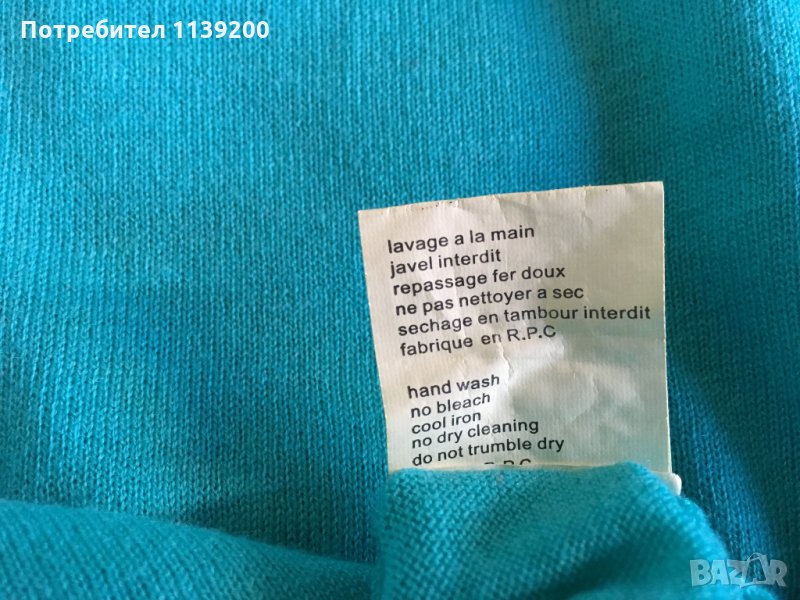 Потребител 1139200
lavage a la main
javel interdit
repassage fer doux
ne pas nettoyer a sec
sechage en tambour interdit
fabrique en R.P.C
hand wash
no bleach
cool iron
no dry cleaning
do not trumble dry
R.P.C
BAZAR